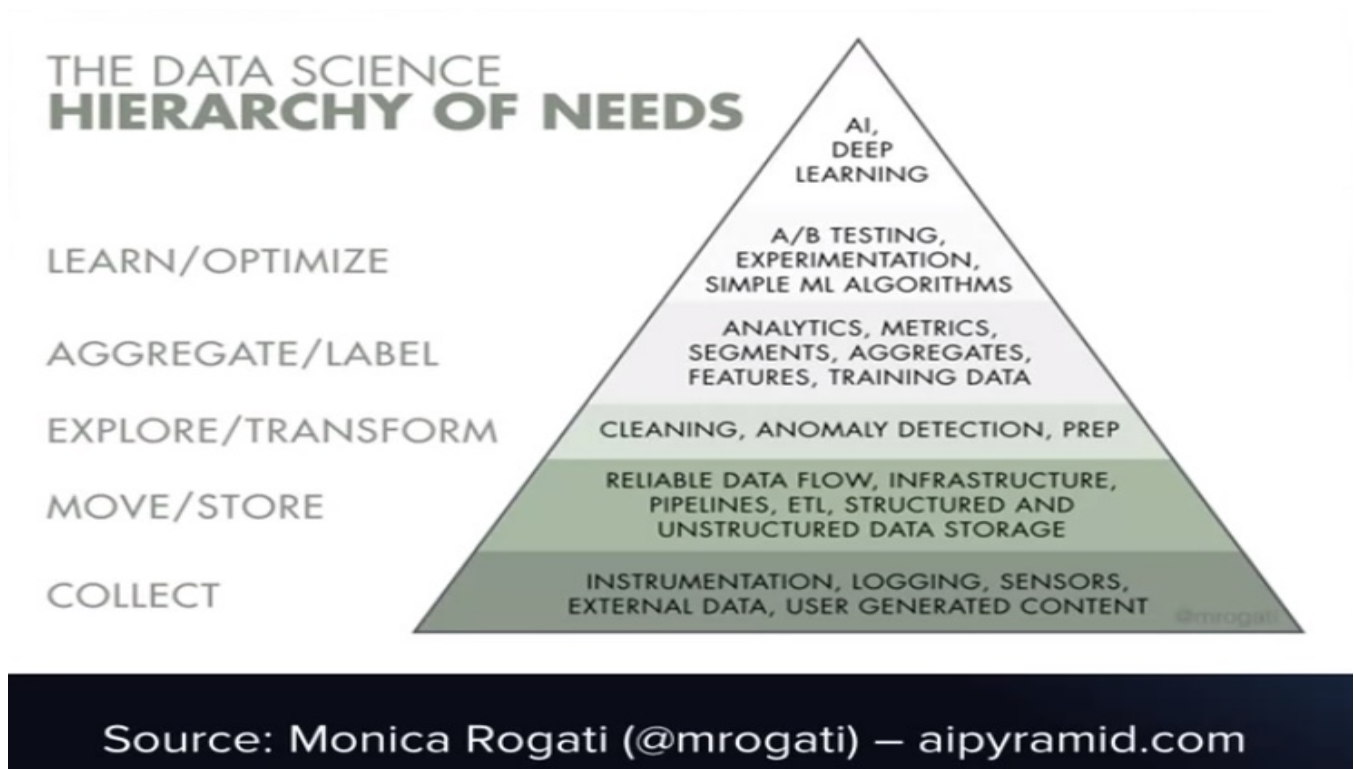 THE DATA SCIENCE
HIERARCHY OF NEEDS
AI,
DEEP
LEARNING
LEARN/OPTIMIZE
A/B TESTING,
EXPERIMENTATION,
SIMPLE ML ALGORITHMS
AGGREGATE/LABEL
ANALYTICS, METRICS,
SEGMENTS, AGGREGATES,
FEATURES, TRAINING DATA
EXPLORE/TRANSFORM
CLEANING, ANOMALY DETECTION, PREP
MOVE/STORE
RELIABLE DATA FLOW, INFRASTRUCTURE,
PIPELINES, ETL, STRUCTURED AND
UNSTRUCTURED DATA STORAGE
COLLECT
INSTRUMENTATION, LOGGING, SENSORS,
EXTERNAL DATA, USER GENERATED CONTENT
@mrogati
Source: Monica Rogati (@mrogati) – aipyramid.com